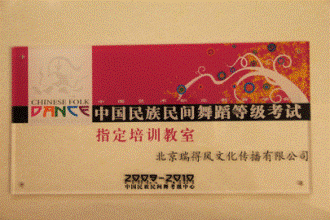 CHINESE FOLK
DANCE
中国民族民间舞蹈等级考试
指定培训教室
北京瑞得风文化传播有限公司
2009-2010
中国民族民间舞考级中心